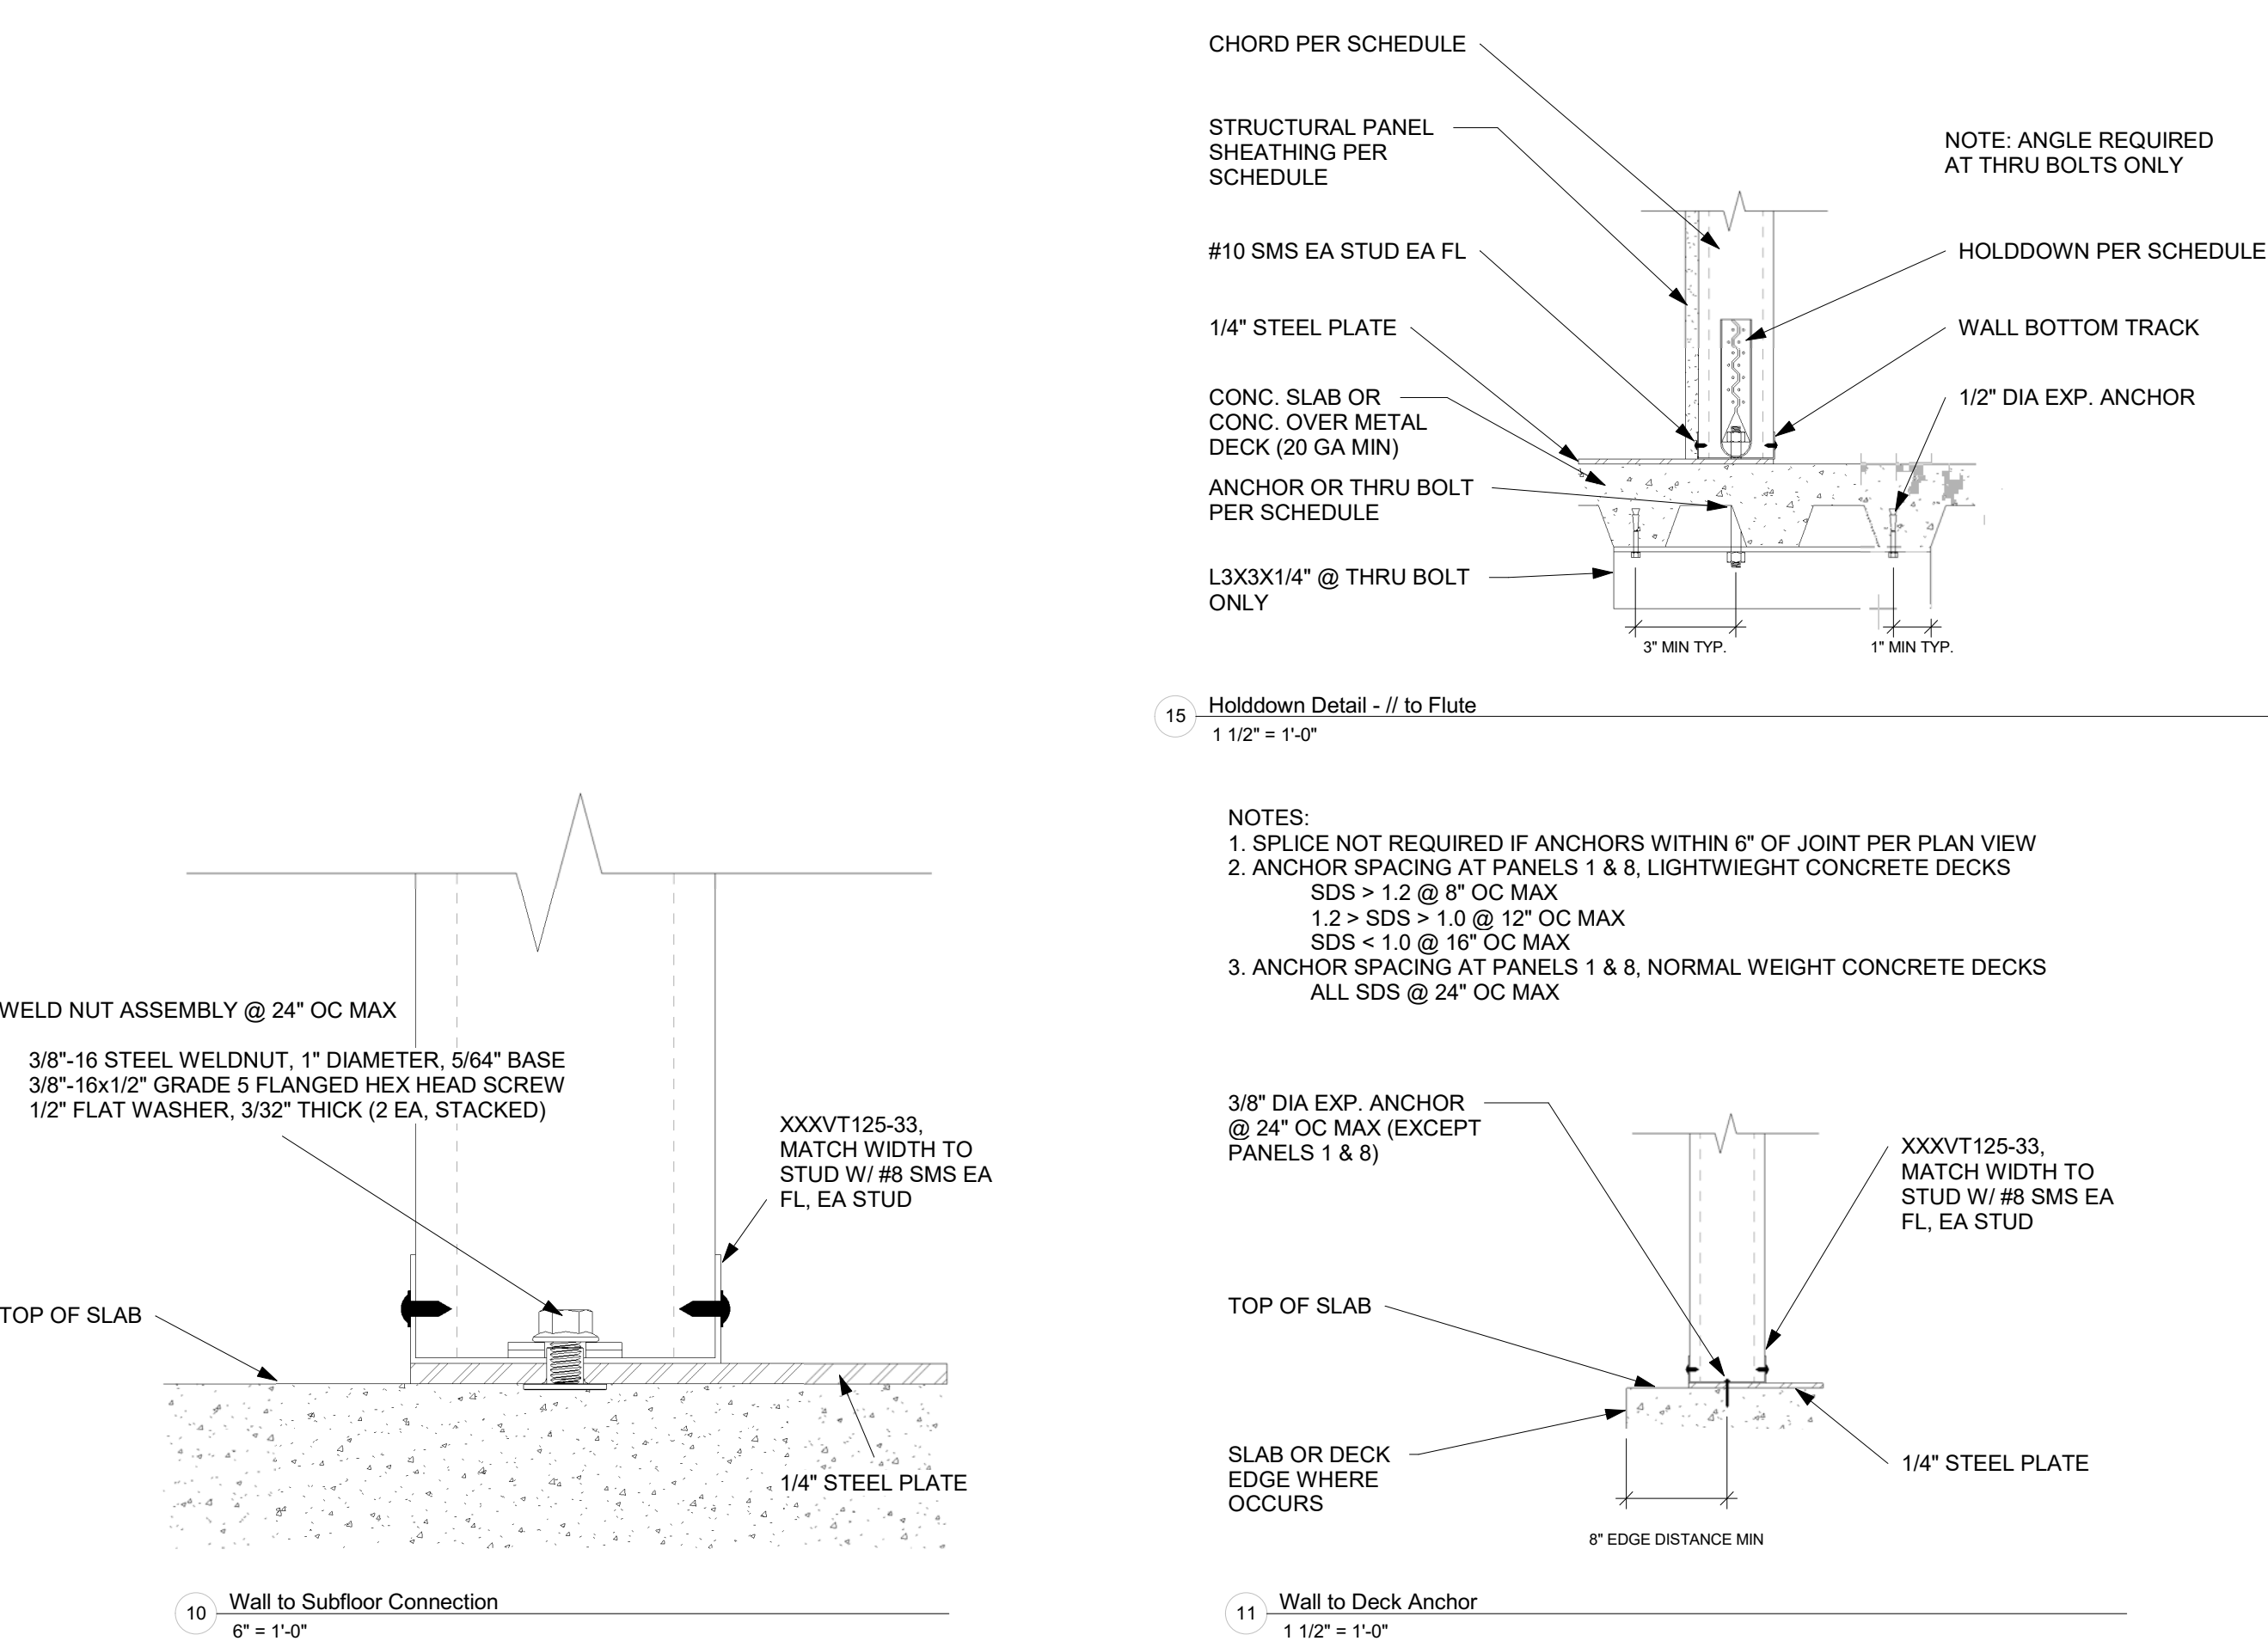 CHORD PER SCHEDULE
STRUCTURAL PANEL
SHEATHING PER
SCHEDULE
NOTE: ANGLE REQUIRED
AT THRU BOLTS ONLY
#10 SMS EA STUD EA FL
HOLDDOWN PER SCHEDULE
1/4" STEEL PLATE
WALL BOTTOM TRACK
CONC. SLAB OR
CONC. OVER METAL
DECK (20 GA MIN)
1/2" DIA EXP. ANCHOR
ANCHOR OR THRU BOLT
PER SCHEDULE
L3X3X1/4" @ THRU BOLT
ONLY
3" MIN TYP.
1" MIN TYP.
15
Holddown Detail - // to Flute
1 1/2" = 1'-0"
NOTES:
1. SPLICE NOT REQUIRED IF ANCHORS WITHIN 6" OF JOINT PER PLAN VIEW
2. ANCHOR SPACING AT PANELS 1 & 8, LIGHTWIEGHT CONCRETE DECKS
SDS > 1.2 @ 8" OC MAX
1.2 > SDS > 1.0 @ 12" OC MAX
SDS < 1.0 @ 16" OC MAX
3. ANCHOR SPACING AT PANELS 1 & 8, NORMAL WEIGHT CONCRETE DECKS
ALL SDS @ 24" OC MAX
WELD NUT ASSEMBLY @ 24" OC MAX
3/8"-16 STEEL WELDNUT, 1" DIAMETER, 5/64" BASE
3/8"-16x1/2" GRADE 5 FLANGED HEX HEAD SCREW
1/2" FLAT WASHER, 3/32" THICK (2 EA, STACKED)
XXXVT125-33,
MATCH WIDTH TO
STUD W/ #8 SMS EA
FL, EA STUD
TOP OF SLAB
1/4" STEEL PLATE
10
Wall to Subfloor Connection
6" = 1'-0"
3/8" DIA EXP. ANCHOR
@ 24" OC MAX (EXCEPT
PANELS 1 & 8)
XXXVT125-33,
MATCH WIDTH TO
STUD W/ #8 SMS EA
FL, EA STUD
TOP OF SLAB
SLAB OR DECK
EDGE WHERE
OCCURS
1/4" STEEL PLATE
8" EDGE DISTANCE MIN
11
Wall to Deck Anchor
1 1/2" = 1'-0"